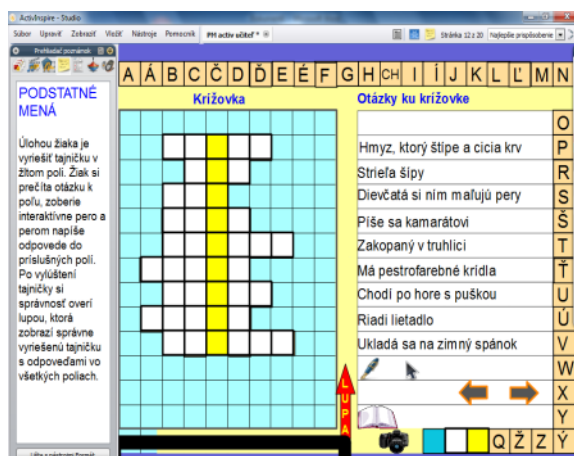 ActivInspire - Studio
Súbor Upraviť Zobraziť Vložiť Nástroje Pomocník PM activ učiteľ *
Stránka 12 z 20 Najlepšie prispôsobenie
Prehliadač poznámok
PODSTATNÉ
MENÁ
Úlohou žiaka je
vyriešiť tajničku v
žltom poli. Žiak si
prečíta otázku k
poľu, zoberie
interaktívne pero a
perom napíše
odpovede do
príslušných polí.
Po vylúštení
tajničky si
správnosť overí
lupou, ktorá
zobrazí správne
vyriešenú tajničku
s odpoveďami vo
všetkých poliach.
A Á B C Č D Ď E É F G H CH I Í J K L Ľ M N
Krížovka
Otázky ku krížovke
Hmyz, ktorý štípe a cicia krv
Strieľa šípy
Dievčatá si ním maľujú pery
Píše sa kamarátovi
Zakopaný v truhlici
Má pestrofarebné krídla
Chodí po hore s puškou
Riadi lietadlo
Ukladá sa na zimný spánok
O
P
R
S
Š
T
Ť
U
Ú
V
W
X
Y
Ý
LUPA
Q Ž Z